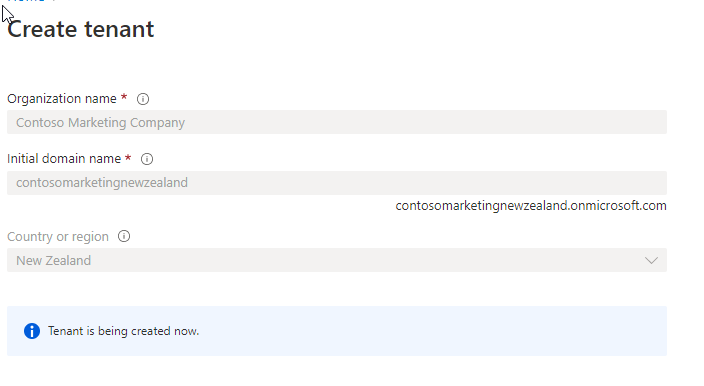 Create tenant
Organization name *
Contoso Marketing Company
Initial domain name *
contosomarketingnewzealand
contosomarketingnewzealand.onmicrosoft.com
Country or region
New Zealand
Tenant is being created now.